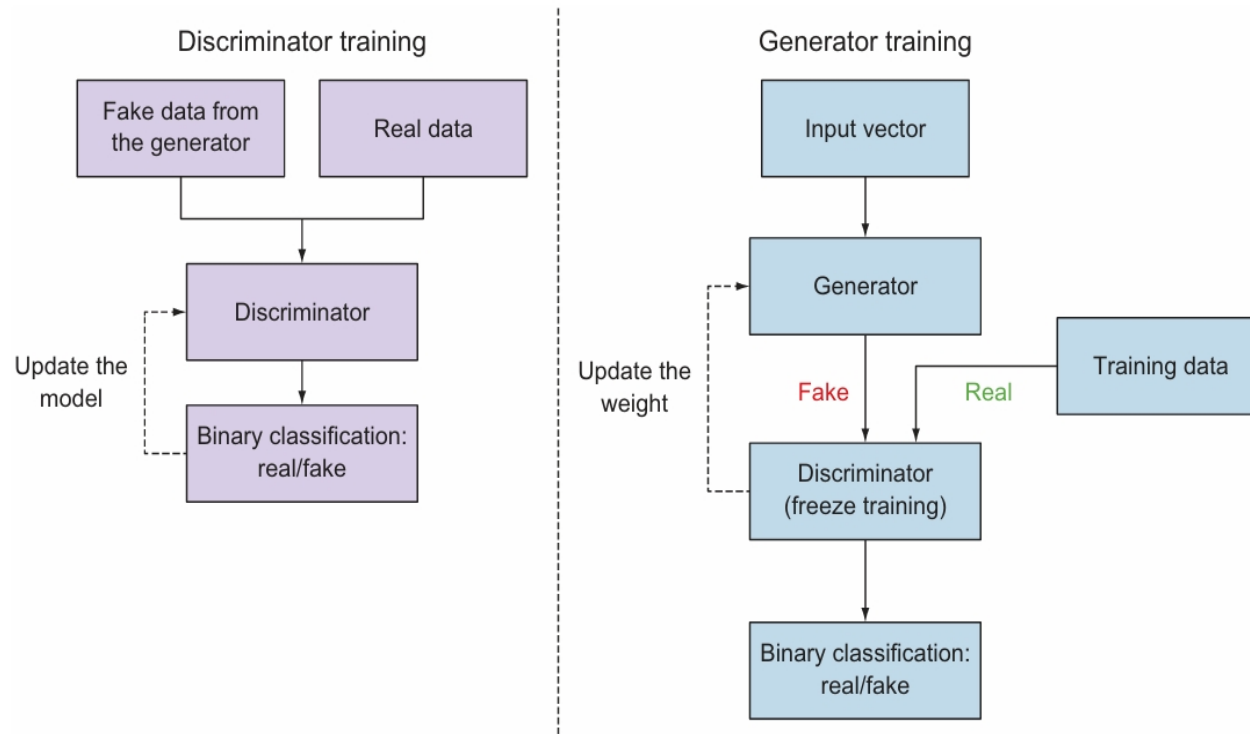 Discriminator training
Fake data from
the generator
Real data
Discriminator
Update the
model
Binary classification:
real/fake
Generator training
Input vector
Generator
Training data
Update the
weight
Fake
Real
Discriminator
(freeze training)
Binary classification:
real/fake